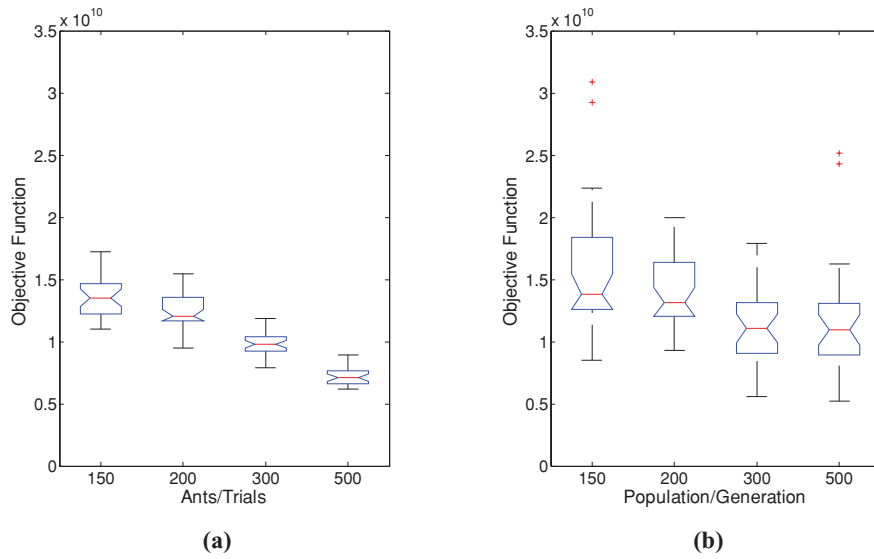 x 10^10
3.5
3
2.5
2
1.5
1
0.5
0
Objective Function
150 200 300 500
Ants/Trials
(a)
x 10^10
3.5
3
2.5
2
1.5
1
0.5
0
Objective Function
150 200 300 500
Population/Generation
(b)